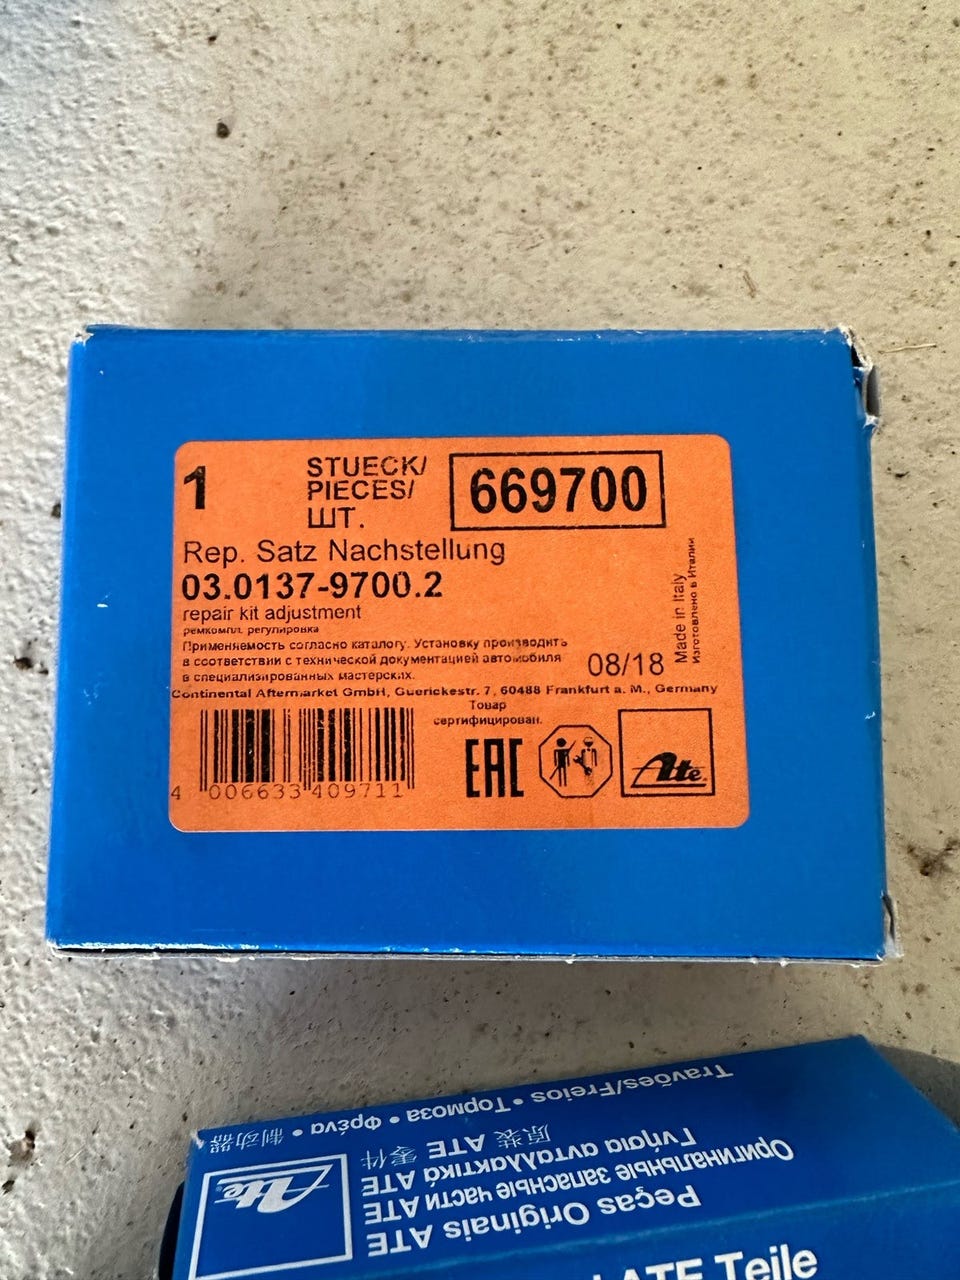 1
STUECK/
PIECES/
ШТ.
669700
Rep. Satz Nachstellung
03.0137-9700.2
repair kit adjustment
ремкомпл. регулировка
Применяемость согласно каталогу. Установку производить
в соответствии с технической документацией автомобиля
в специализированных мастерских.
08/18
Made in Italy
Изготовлено в Италии
Continental Aftermarket GmbH, Guerickestr. 7, 60488 Frankfurt a. M., Germany
Товар
сертифицирован.
4 006633 409711
EAC
Ate®
Travões/Freios • Тормоза • Φρένα • 制动器
原装 ATE 零件
Γνήσια ανταλλακτικά ATE
Оригинальные запасные части ATE
Peças Originais ATE
Ate®
ATE Teile